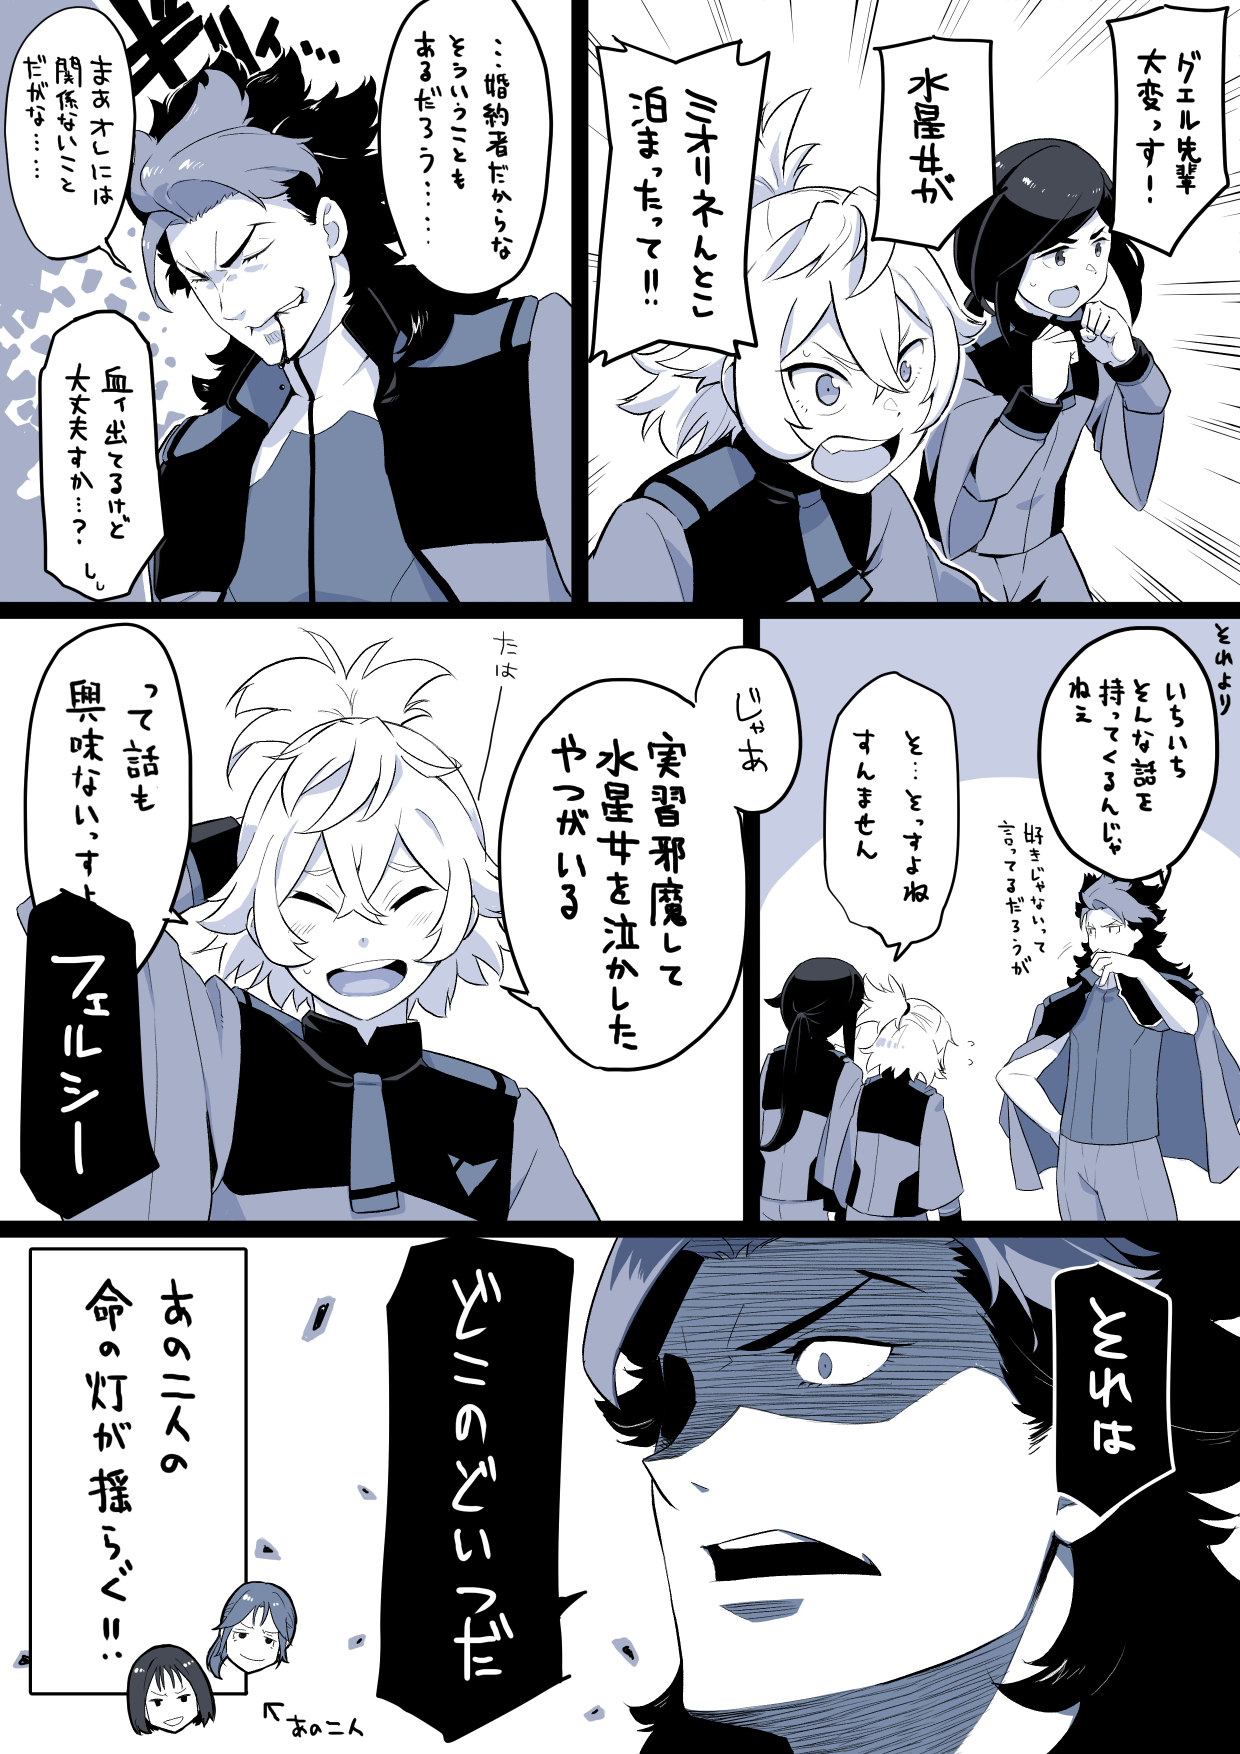 グエル先輩
大変っす!
水星女が
ミオリネんとこ
泊まったって!!
…婚約者だからな
そういうことも
あるだろう……
ギリィ…
まぁオレには
関係ないこと
だがな……
血ィ出てるけど
大丈夫すか…?
それより
いちいち
そんな話を
持ってくるんじゃ
ねえ
好きじゃないって
言ってるだろうが
そ…そっすよね
すんません
じゃあ
実習邪魔して
水星女を泣かした
やつがいる
たは
って話も
興味ないっすよ
フェルシー
それは
どこのどいつだ
あの二人の
命の灯が揺らぐ!!
あの二人